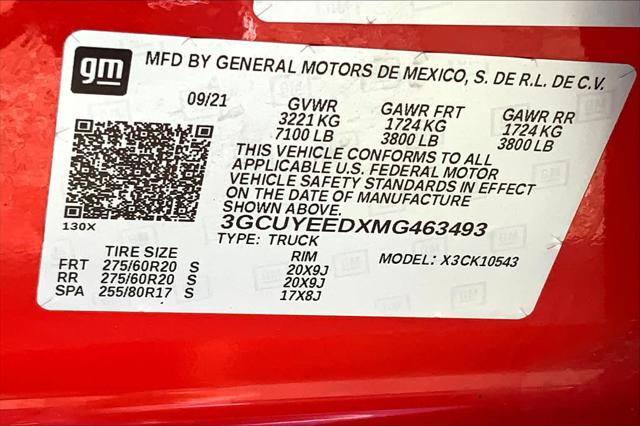 gm
MFD BY GENERAL MOTORS DE MEXICO, S. DE R.L. DE C.V.
09/21 GVWR GAWR FRT GAWR RR
3221 KG 1724 KG 1724 KG
7100 LB 3800 LB 3800 LB
THIS VEHICLE CONFORMS TO ALL
APPLICABLE U.S. FEDERAL MOTOR
VEHICLE SAFETY STANDARDS IN EFFECT
ON THE DATE OF MANUFACTURE
SHOWN ABOVE.
130X
3GCUYEEDXMG463493
TYPE: TRUCK
MODEL: X3CK10543
TIRE SIZE RIM
FRT 275/60R20 S 20X9J
RR 275/60R20 S 20X9J
SPA 255/80R17 S 17X8J